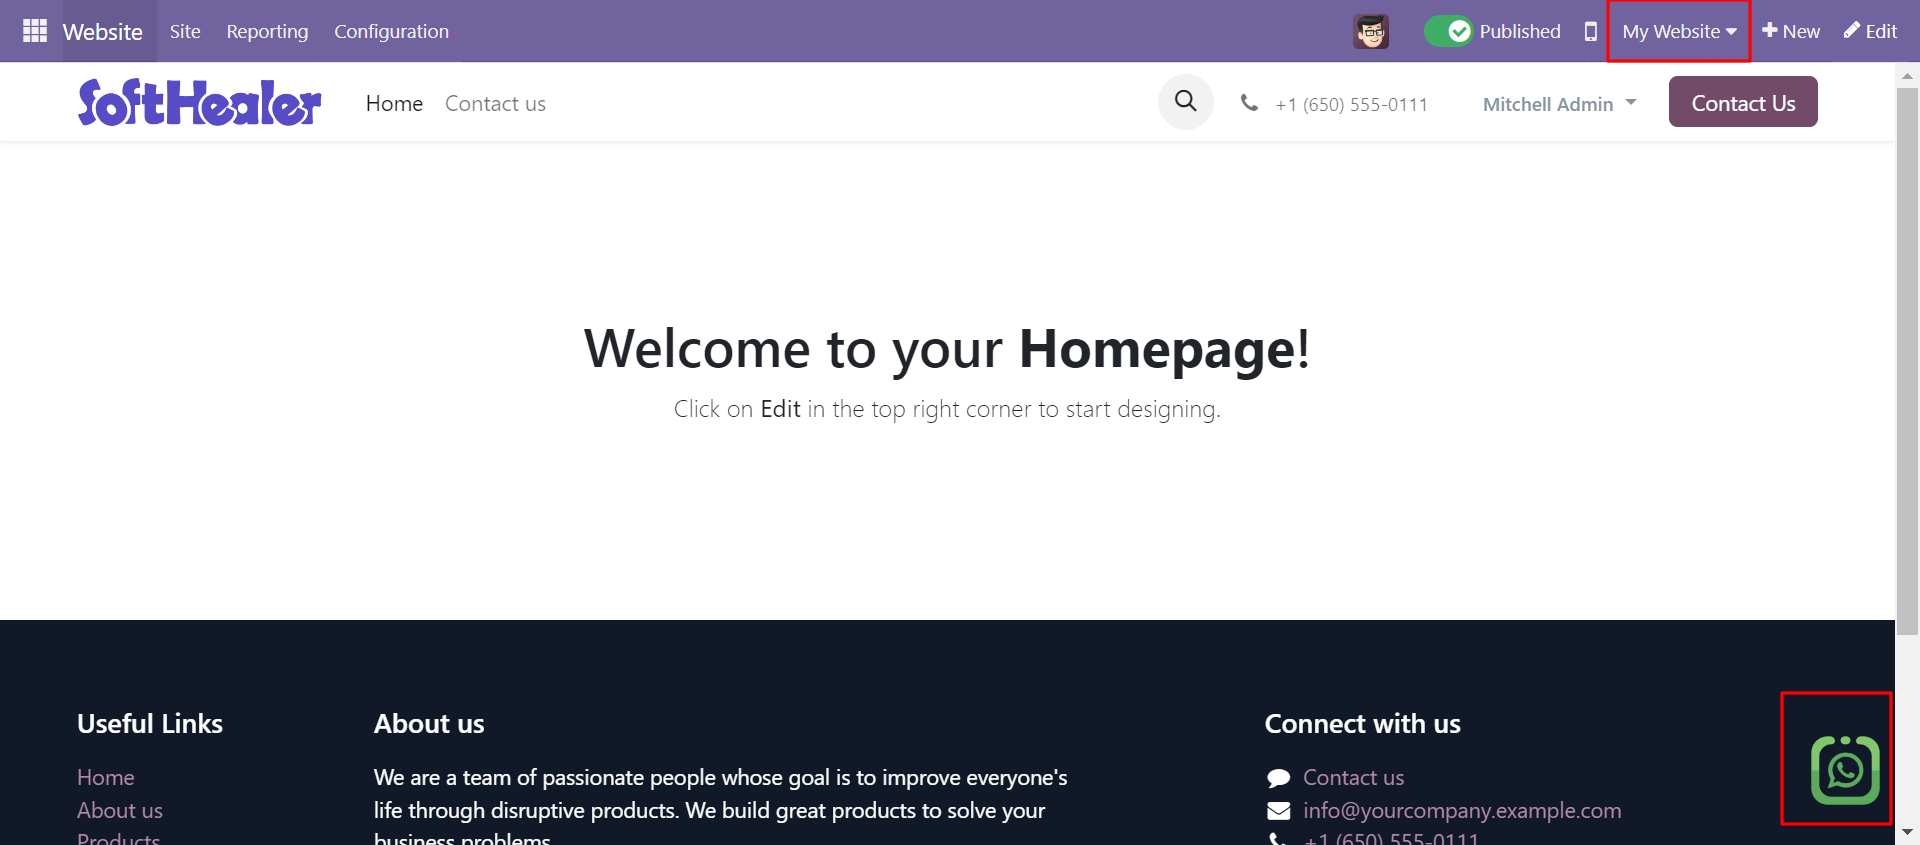 Website Site Reporting Configuration Published My Website New Edit
SoftHealer Home Contact us +1 (650) 555-0111 Mitchell Admin Contact Us
Welcome to your Homepage!
Click on Edit in the top right corner to start designing.
Useful Links
Home
About us
Products
About us
We are a team of passionate people whose goal is to improve everyone's
life through disruptive products. We build great products to solve your
business problems.
Connect with us
Contact us
info@yourcompany.example.com
+1 (650) 555-0111